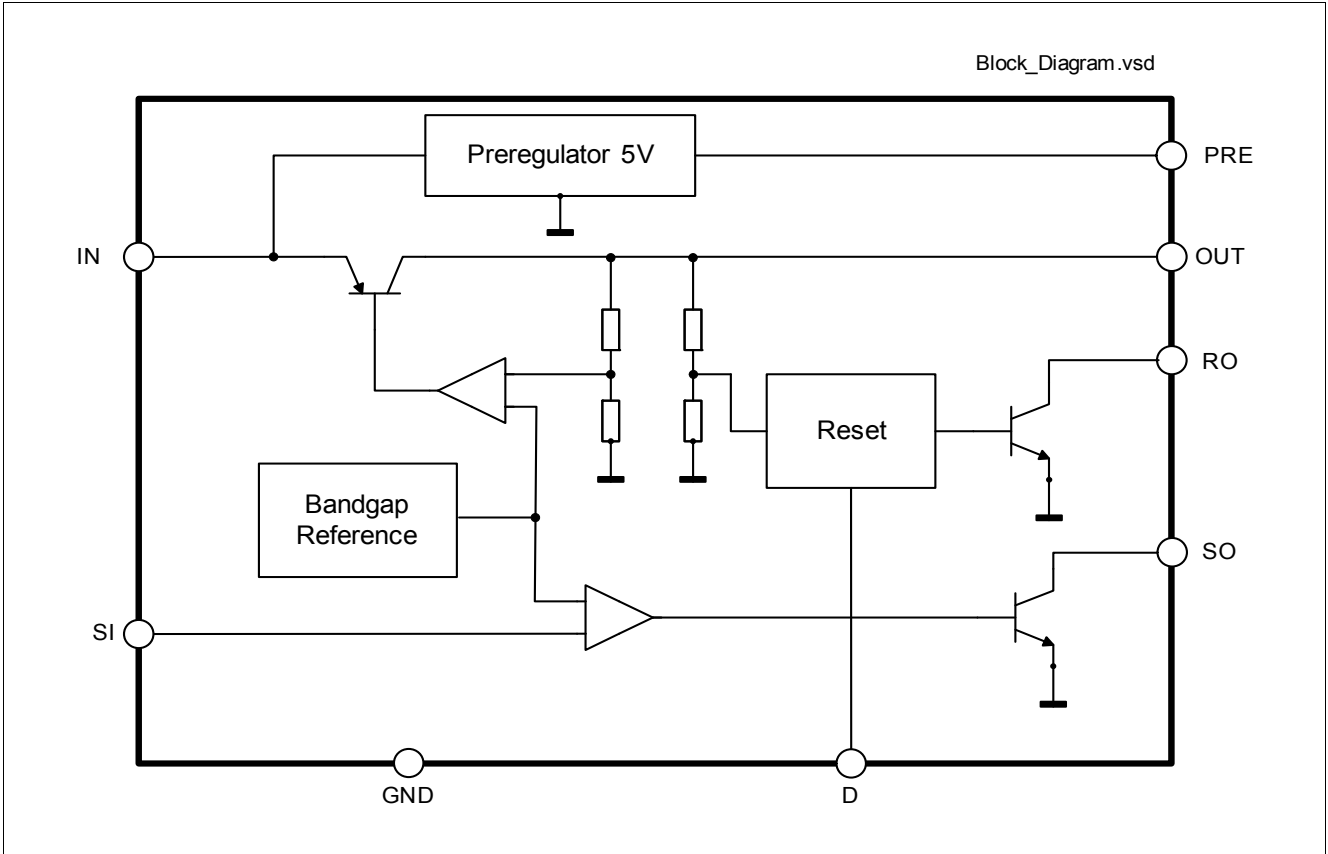 Block_Diagram.vsd
Preregulator 5V
PRE
IN
OUT
RO
Reset
Bandgap
Reference
SO
SI
GND
D